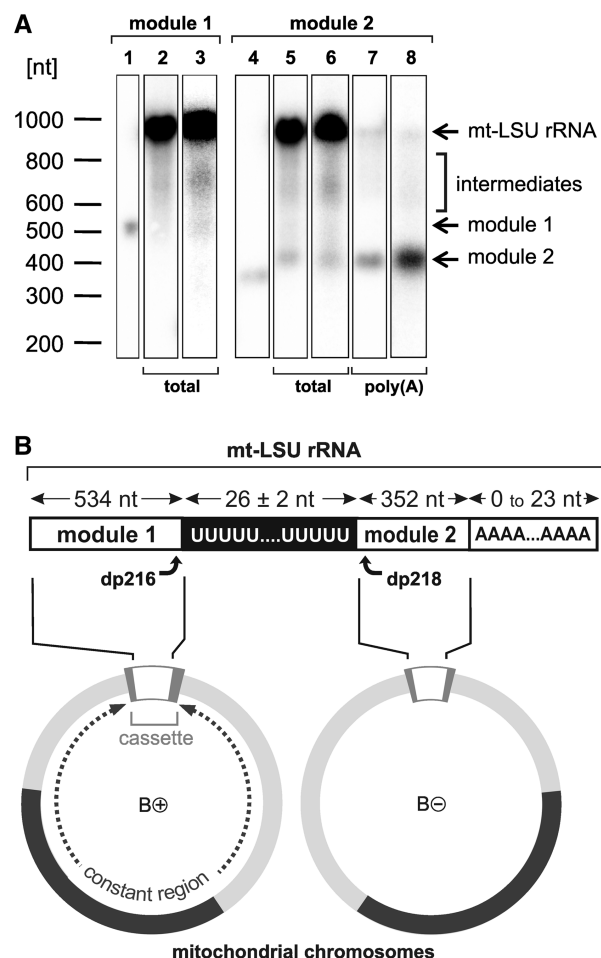 A
module 1 module 2
1 2 3 4 5 6 7 8
[nt]
1000
800
600
500
400
300
200
mt-LSU rRNA
intermediates
module 1
module 2
total total poly(A)
B
mt-LSU rRNA
534 nt 26 ± 2 nt 352 nt 0 to 23 nt
module 1 UUUUU....UUUUU module 2 AAAA...AAAA
dp216 dp218
cassette
B⊕ B⊖
constant region
mitochondrial chromosomes